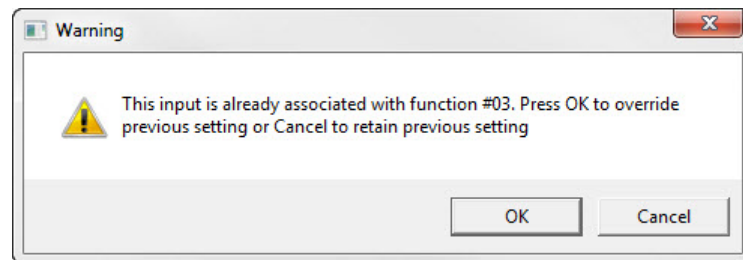 Warning
This input is already associated with function #03. Press OK to override
previous setting or Cancel to retain previous setting
OK
Cancel